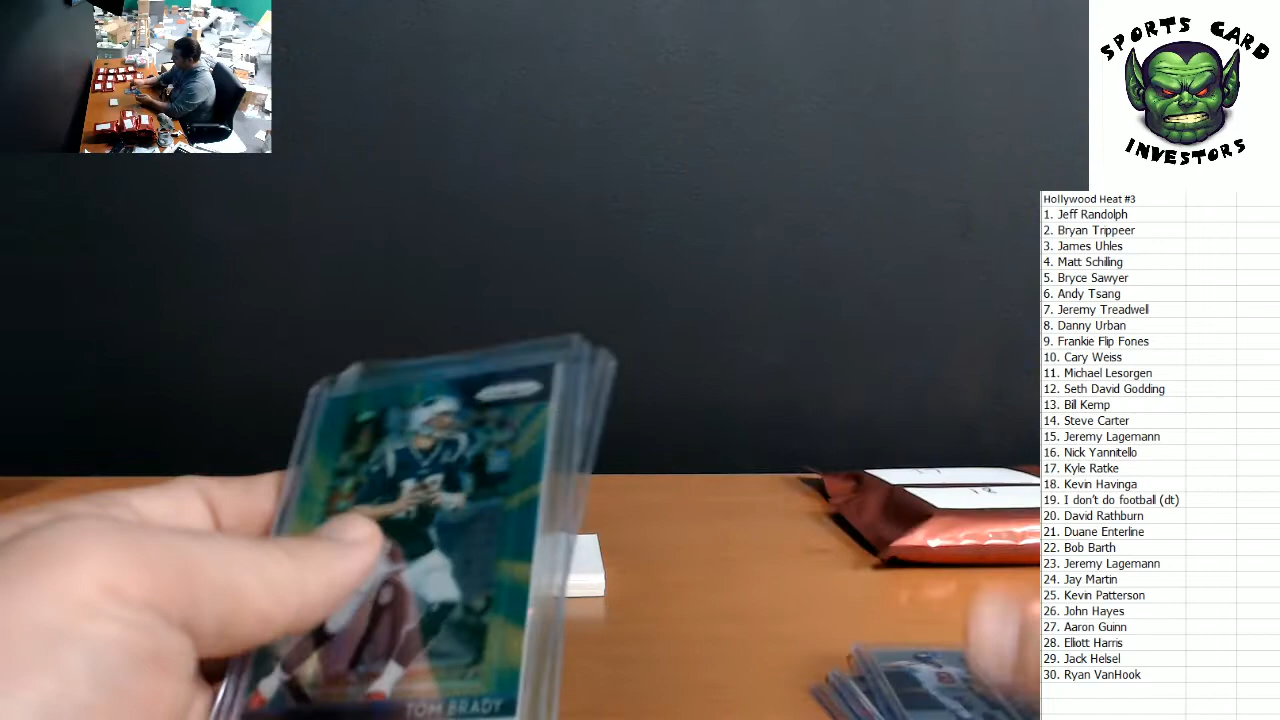 SPORTS CARD
INVESTORS
Hollywood Heat #3
1. Jeff Randolph
2. Bryan Trippeer
3. James Uhles
4. Matt Schilling
5. Bryce Sawyer
6. Andy Tsang
7. Jeremy Treadwell
8. Danny Urban
9. Frankie Flip Fones
10. Cary Weiss
11. Michael Lesorgen
12. Seth David Godding
13. Bill Kemp
14. Steve Carter
15. Jeremy Lagemann
16. Nick Yannitello
17. Kyle Ratke
18. Kevin Havinga
19. I don't do football (dt)
20. David Rathburn
21. Duane Enterline
22. Bob Barth
23. Jeremy Lagemann
24. Jay Martin
25. Kevin Patterson
26. John Hayes
27. Aaron Guinn
28. Eliott Harris
29. Jack Helsel
30. Ryan VanHook
17
18
TOM BRADY